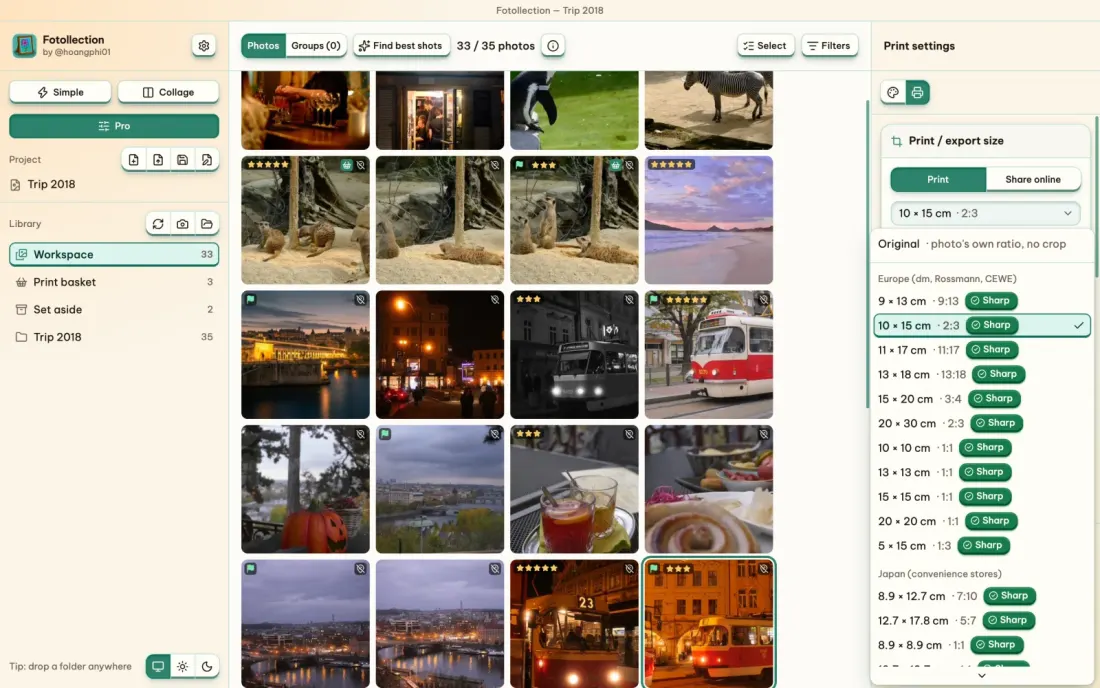 Fotollection — Trip 2018
Fotollection
by @hoangphi01
Simple
Collage
Pro
Project
Trip 2018
Library
Workspace 33
Print basket 3
Set aside 2
Trip 2018 35
Tip: drop a folder anywhere
Photos
Groups (0)
Find best shots
33 / 35 photos
Select
Filters
23
Print settings
Print / export size
Print
Share online
10 × 15 cm · 2:3
Original · photo's own ratio, no crop
Europe (dm, Rossmann, CEWE)
9 × 13 cm · 9:13 Sharp
10 × 15 cm · 2:3 Sharp
11 × 17 cm · 11:17 Sharp
13 × 18 cm · 13:18 Sharp
15 × 20 cm · 3:4 Sharp
20 × 30 cm · 2:3 Sharp
10 × 10 cm · 1:1 Sharp
13 × 13 cm · 1:1 Sharp
15 × 15 cm · 1:1 Sharp
20 × 20 cm · 1:1 Sharp
5 × 15 cm · 1:3 Sharp
Japan (convenience stores)
8.9 × 12.7 cm · 7:10 Sharp
12.7 × 17.8 cm · 5:7 Sharp
8.9 × 8.9 cm · 1:1 Sharp